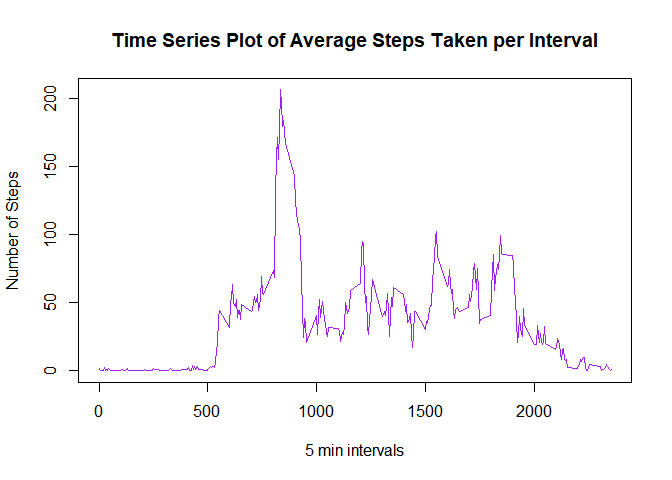 Time Series Plot of Average Steps Taken per Interval
Number of Steps
200
150
100
50
0
0 500 1000 1500 2000
5 min intervals